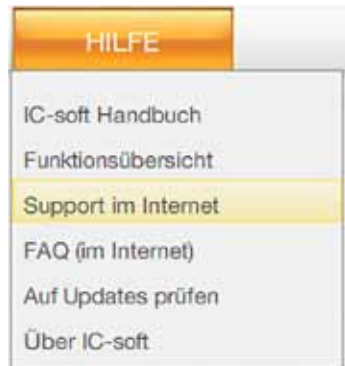 HILFE
IC-soft Handbuch
Funktionsübersicht
Support im Internet
FAQ (im Internet)
Auf Updates prüfen
Über IC-soft